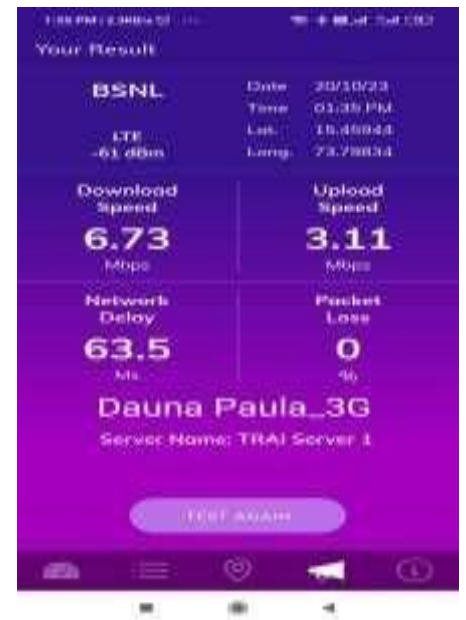 Your Result
BSNL
LTE
-61 dBm
Date 20/10/23
Time 01:35 PM
Lat. 15.45944
Long. 73.79834
Download Speed
6.73
Mbps
Upload Speed
3.11
Mbps
Network Delay
63.5
Ms
Packet Loss
0
%
Dauna Paula_3G
Server Name: TRAI Server 1
TEST AGAIN